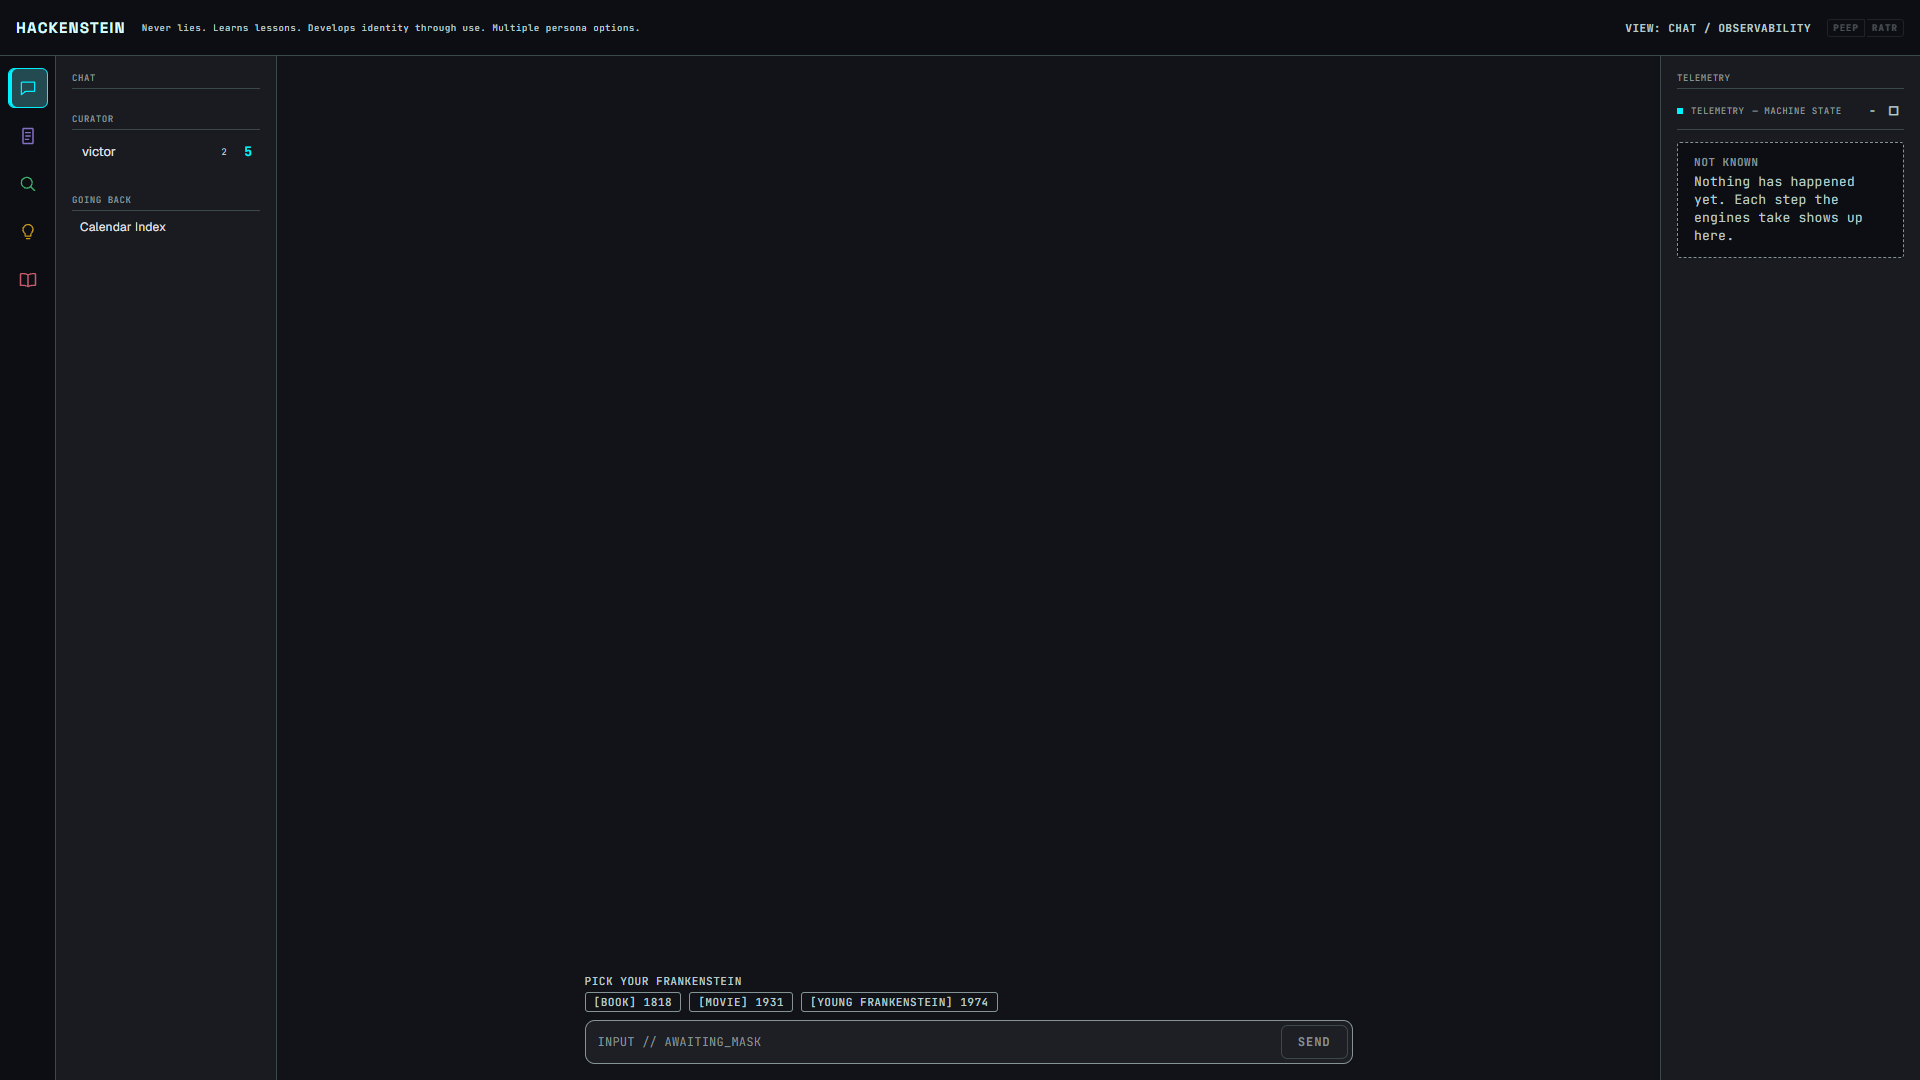 HACKENSTEIN
Never lies. Learns lessons. Develops identity through use. Multiple persona options.
VIEW: CHAT / OBSERVABILITY
PEEP RATR
CHAT
CURATOR
victor 2 5
GOING BACK
Calendar Index
TELEMETRY
TELEMETRY — MACHINE STATE -
NOT KNOWN
Nothing has happened
yet. Each step the
engines take shows up
here.
PICK YOUR FRANKENSTEIN
[BOOK] 1818 [MOVIE] 1931 [YOUNG FRANKENSTEIN] 1974
INPUT // AWAITING_MASK
SEND